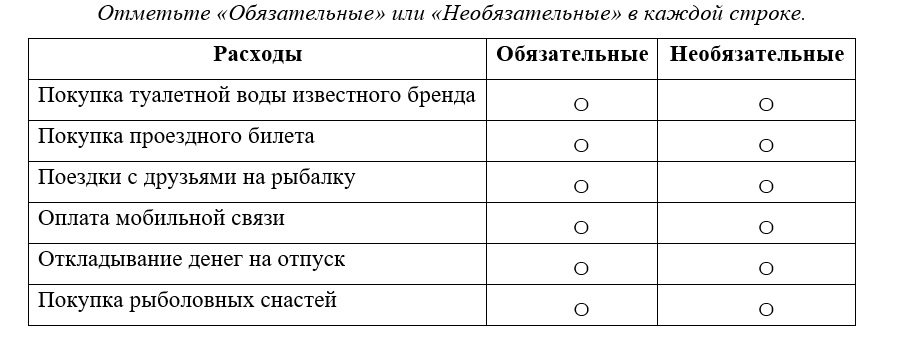 Отметьте «Обязательные» или «Необязательные» в каждой строке.
Расходы Обязательные Необязательные
Покупка туалетной воды известного бренда
Покупка проездного билета
Поездки с друзьями на рыбалку
Оплата мобильной связи
Откладывание денег на отпуск
Покупка рыболовных снастей